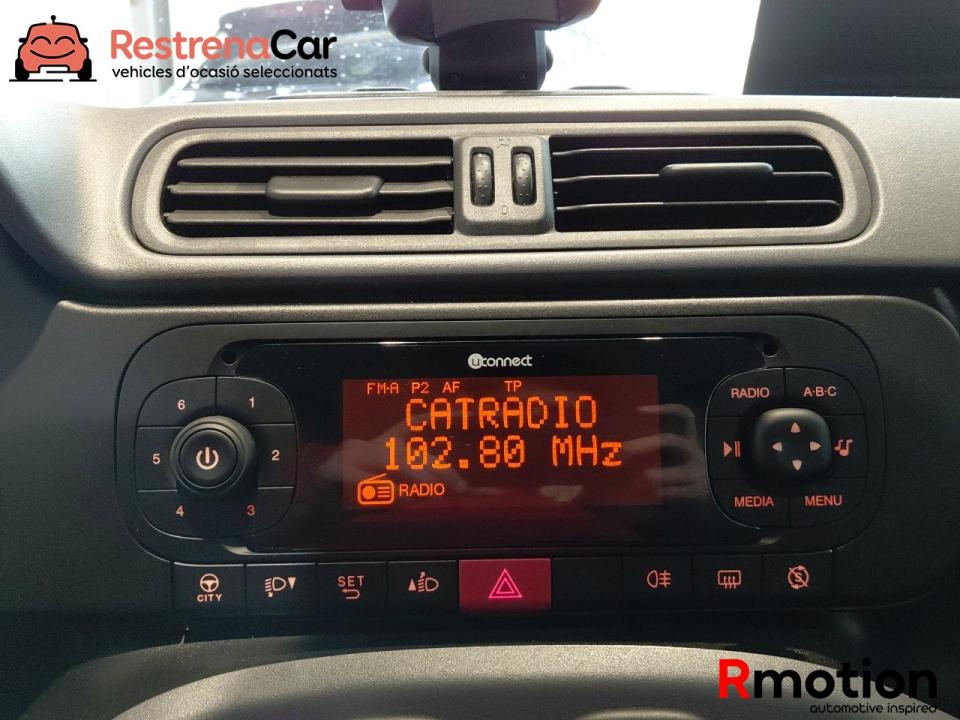 RestrenaCar
vehicles d'ocasió seleccionats
uconnect
FM-A P2 AF TP
CATRADIO
102.80 MHz
RADIO
6 1
5 2
4 3
RADIO A·B·C
MEDIA MENU
CITY
SET
0
Rmotion
automotive inspired